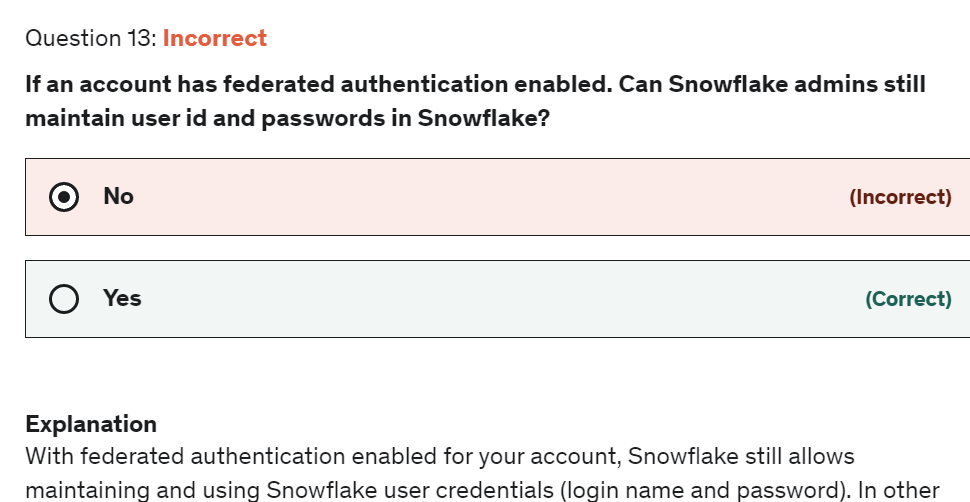 Question 13: Incorrect
If an account has federated authentication enabled. Can Snowflake admins still
maintain user id and passwords in Snowflake?
No (Incorrect)
Yes (Correct)
Explanation
With federated authentication enabled for your account, Snowflake still allows
maintaining and using Snowflake user credentials (login name and password). In other